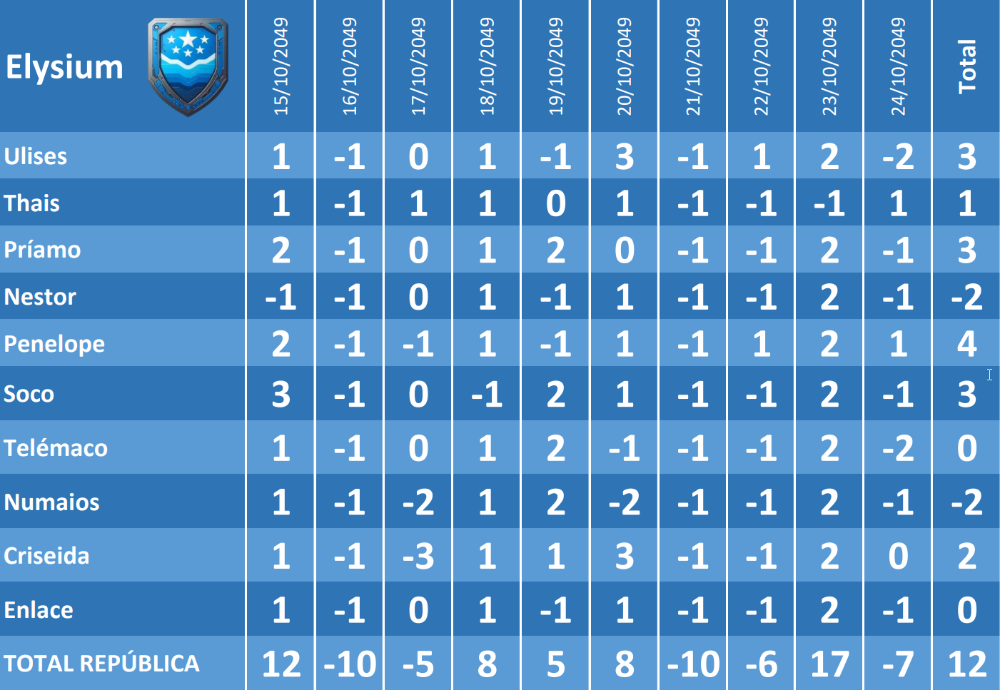 Elysium 15/10/2049 16/10/2049 17/10/2049 18/10/2049 19/10/2049 20/10/2049 21/10/2049 22/10/2049 23/10/2049 24/10/2049 Total
Ulises 1 -1 0 1 -1 3 -1 1 2 -2 3
Thais 1 -1 1 1 0 1 -1 -1 -1 1 1
Príamo 2 -1 0 1 2 0 -1 -1 2 -1 3
Nestor -1 -1 0 1 -1 1 -1 -1 2 -1 -2
Penelope 2 -1 -1 1 -1 1 -1 1 2 1 4
Soco 3 -1 0 -1 2 1 -1 -1 2 -1 3
Telémaco 1 -1 0 1 2 -1 -1 -1 2 -2 0
Numaios 1 -1 -2 1 2 -2 -1 -1 2 -1 -2
Criseida 1 -1 -3 1 1 3 -1 -1 2 0 2
Enlace 1 -1 0 1 -1 1 -1 -1 2 -1 0
TOTAL REPÚBLICA 12 -10 -5 8 5 8 -10 -6 17 -7 12